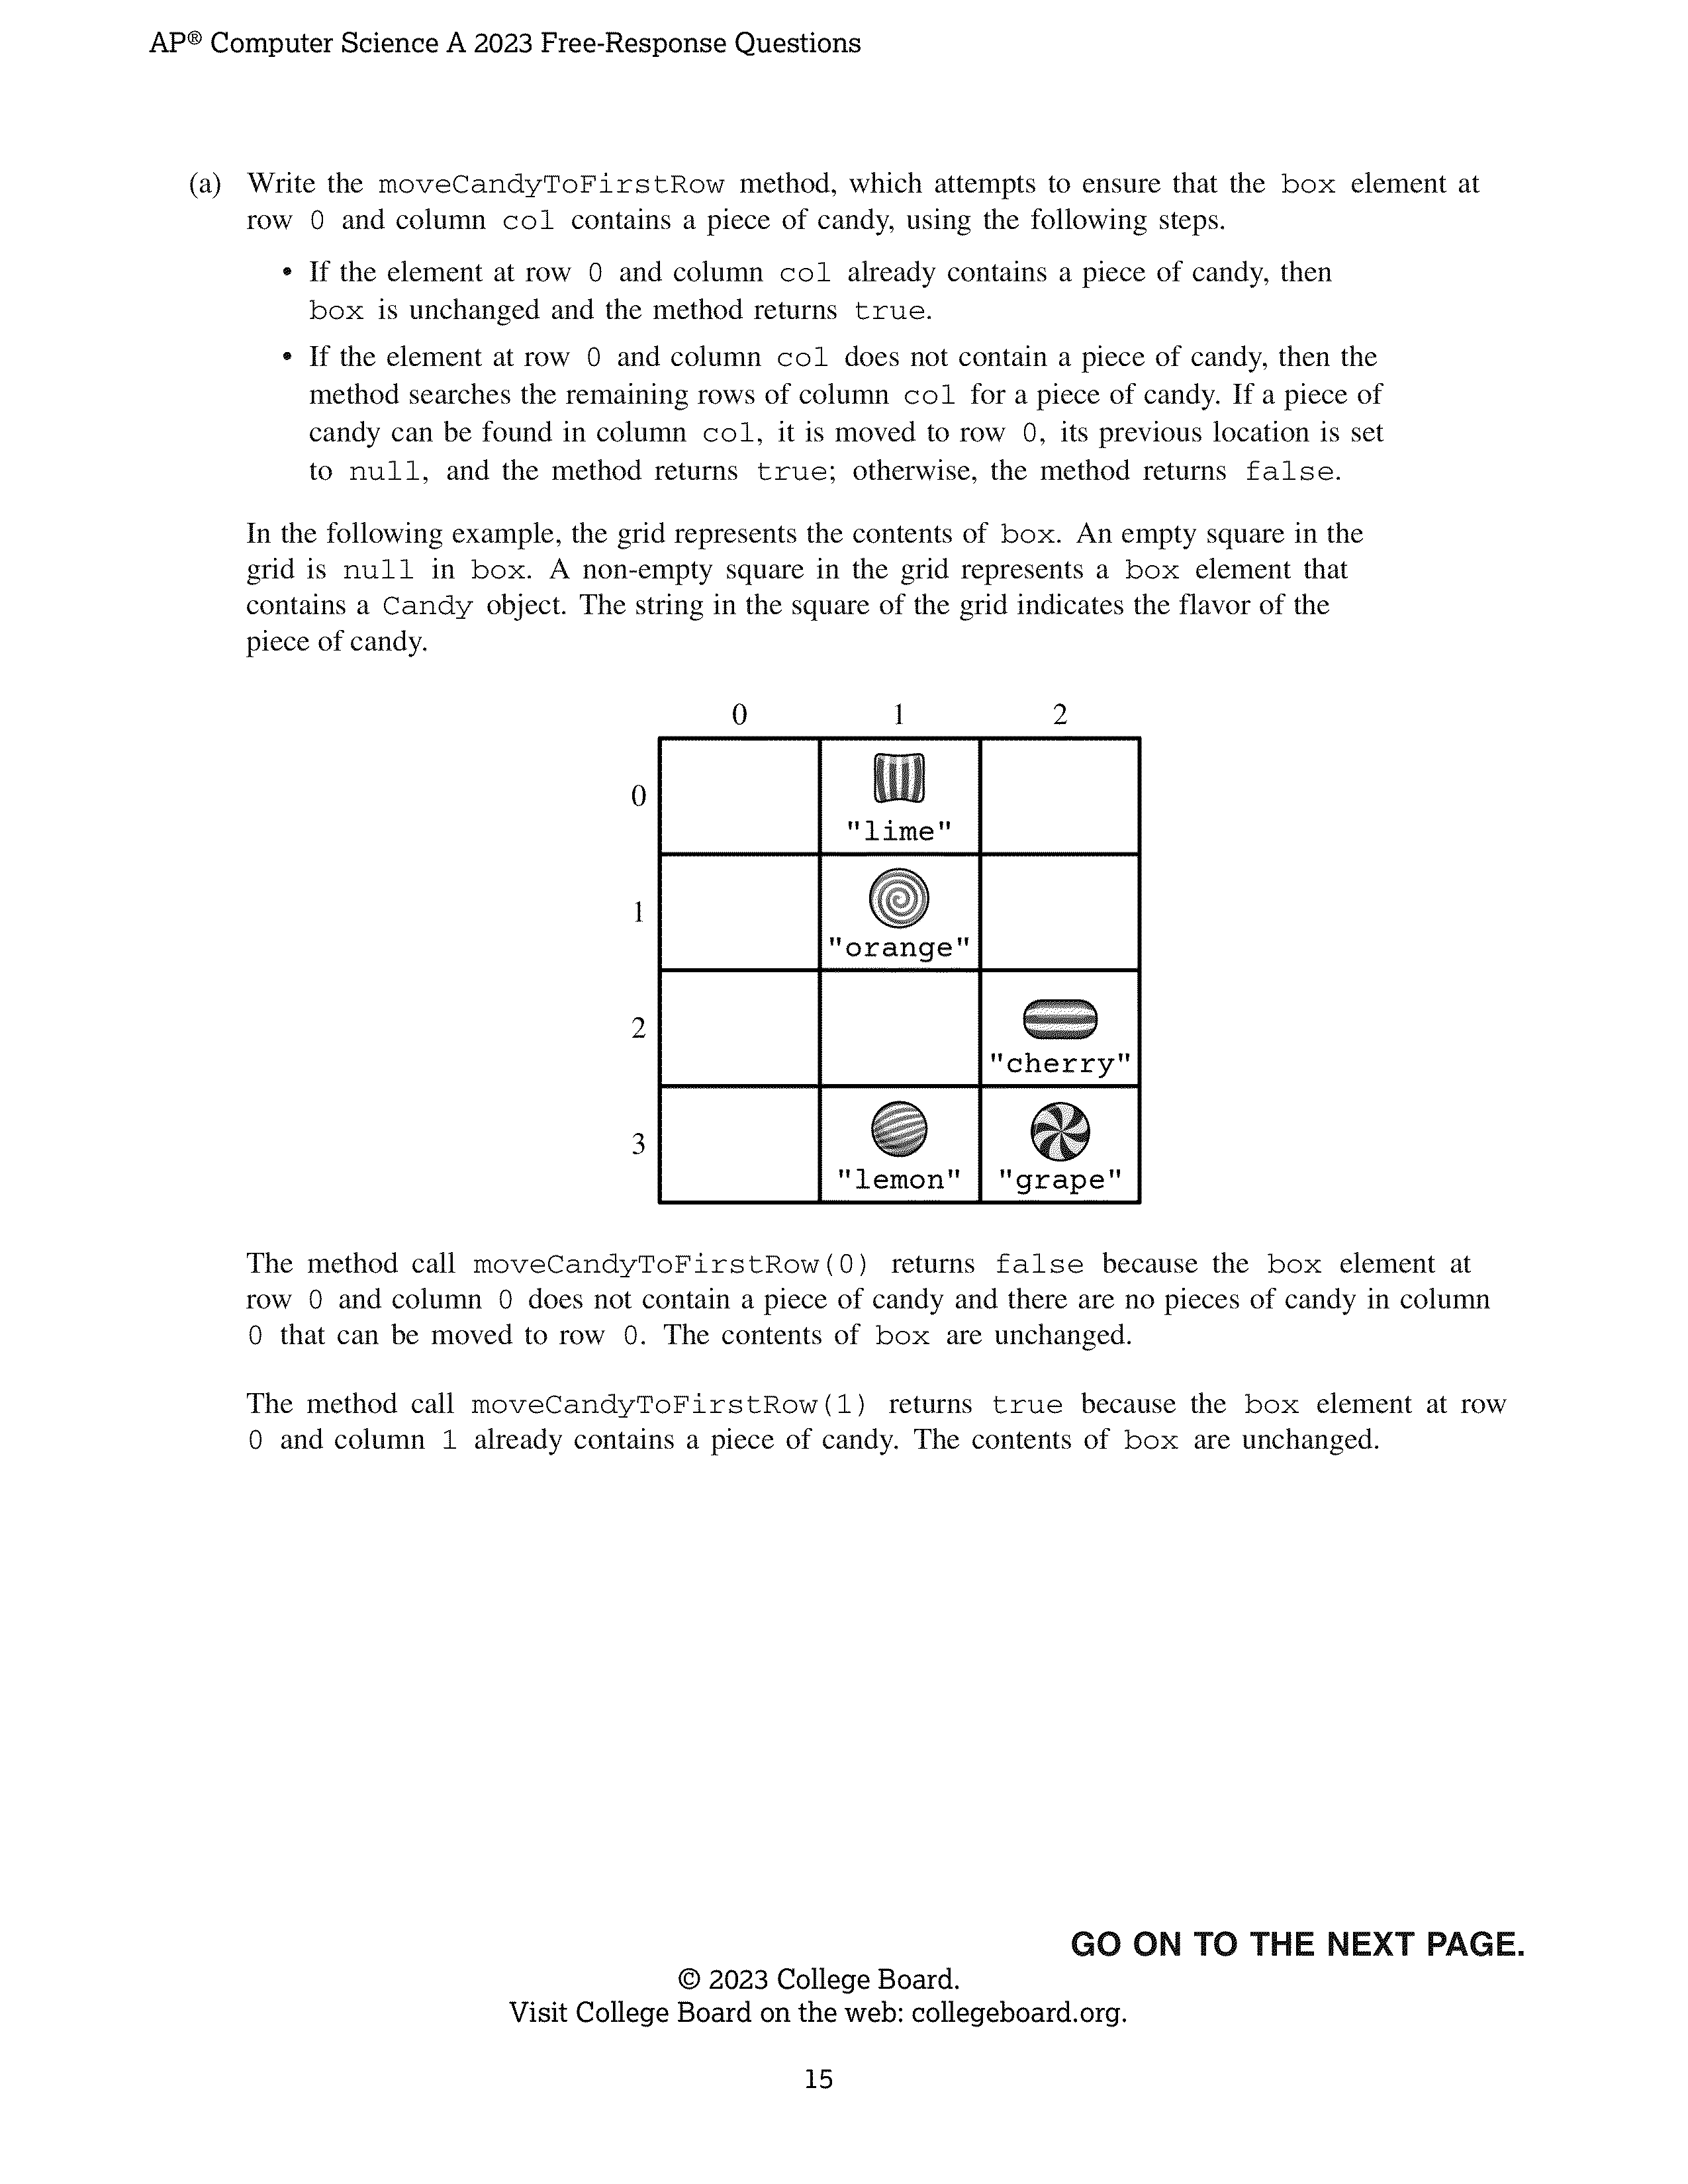 AP® Computer Science A 2023 Free-Response Questions
(a) Write the moveCandyToFirstRow method, which attempts to ensure that the box element at
row 0 and column col contains a piece of candy, using the following steps.
• If the element at row 0 and column col already contains a piece of candy, then
box is unchanged and the method returns true.
• If the element at row 0 and column col does not contain a piece of candy, then the
method searches the remaining rows of column col for a piece of candy. If a piece of
candy can be found in column col, it is moved to row 0, its previous location is set
to null, and the method returns true; otherwise, the method returns false.
In the following example, the grid represents the contents of box. An empty square in the
grid is null in box. A non-empty square in the grid represents a box element that
contains a Candy object. The string in the square of the grid indicates the flavor of the
piece of candy.
0 1 2
0
"lime"
1
"orange"
2
"cherry"
3
"lemon" "grape"
The method call moveCandyToFirstRow(0) returns false because the box element at
row 0 and column 0 does not contain a piece of candy and there are no pieces of candy in column
0 that can be moved to row 0. The contents of box are unchanged.
The method call moveCandyToFirstRow(1) returns true because the box element at row
0 and column 1 already contains a piece of candy. The contents of box are unchanged.
GO ON TO THE NEXT PAGE.
© 2023 College Board.
Visit College Board on the web: collegeboard.org.
15